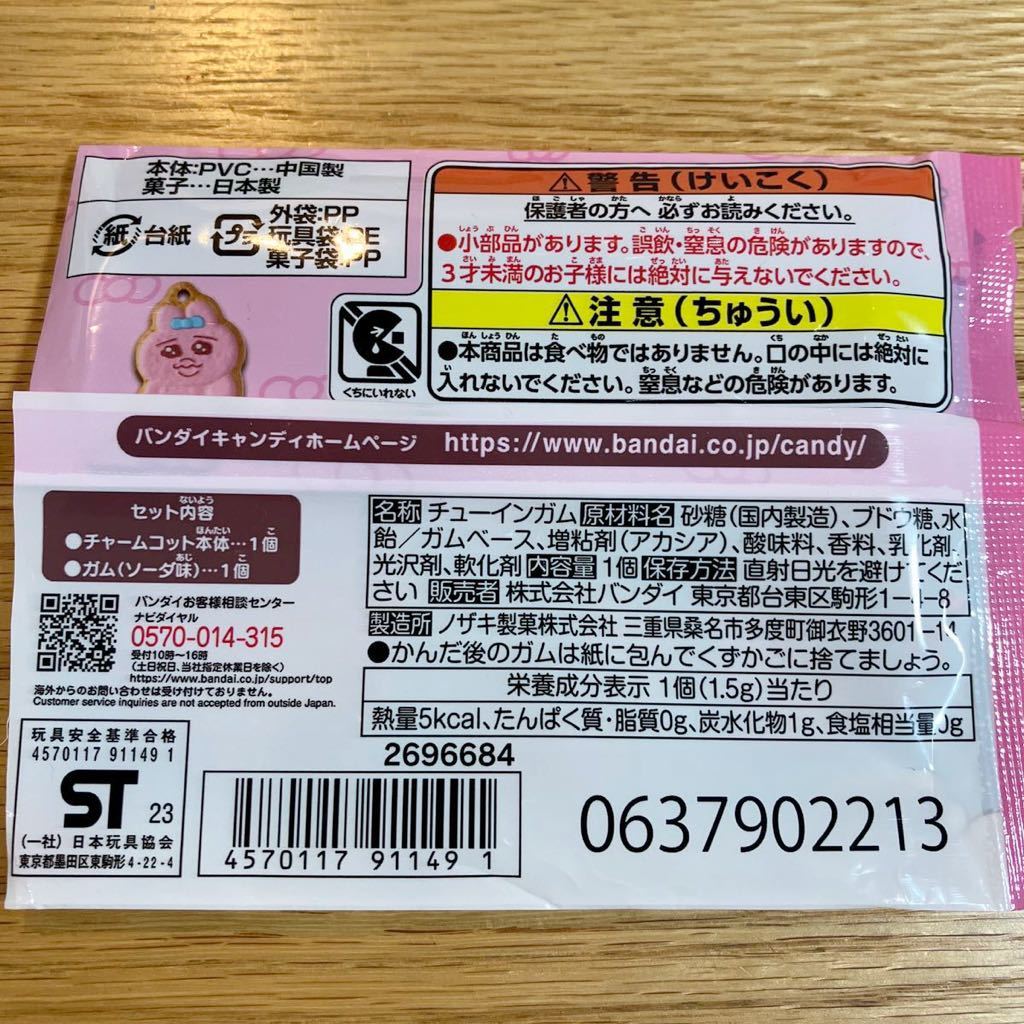 本体:PVC…中国製
菓子…日本製
紙 台紙
プラ
外袋:PP
玩具袋:PE
菓子袋:PP
警告(けいこく)
保護者の方へ 必ずお読みください。
●小部品があります。誤飲・窒息の危険がありますので、
3才未満のお子様には絶対に与えないでください。
注意(ちゅうい)
●本商品は食べ物ではありません。口の中には絶対に
入れないでください。窒息などの危険があります。
くちにいれない
バンダイキャンディホームページ https://www.bandai.co.jp/candy/
セット内容
●チャームコット本体…1個
●ガム(ソーダ味)…1個
バンダイお客様相談センター
ナビダイヤル
0570-014-315
受付10時〜16時
(土日祝日、当社指定休業日を除く)
https://www.bandai.co.jp/support/top
海外からのお問い合わせは受け付けておりません。
Customer service inquiries are not accepted from outside Japan.
名称 チューインガム 原材料名 砂糖(国内製造)、ブドウ糖、水
飴/ガムベース、増粘剤(アカシア)、酸味料、香料、乳化剤、
光沢剤、軟化剤 内容量 1個 保存方法 直射日光を避けてくだ
さい 販売者 株式会社バンダイ 東京都台東区駒形1-4-8
製造所 ノザキ製菓株式会社 三重県桑名市多度町御衣野3601-14
●かんだ後のガムは紙に包んでくずかごに捨てましょう。
栄養成分表示 1個(1.5g)当たり
熱量5kcal、たんぱく質・脂質0g、炭水化物1g、食塩相当量0g
玩具安全基準合格
4570117 91149 1
ST 23
(一社) 日本玩具協会
東京都墨田区東駒形4-22-4
2696684
4570117 911491
0637902213